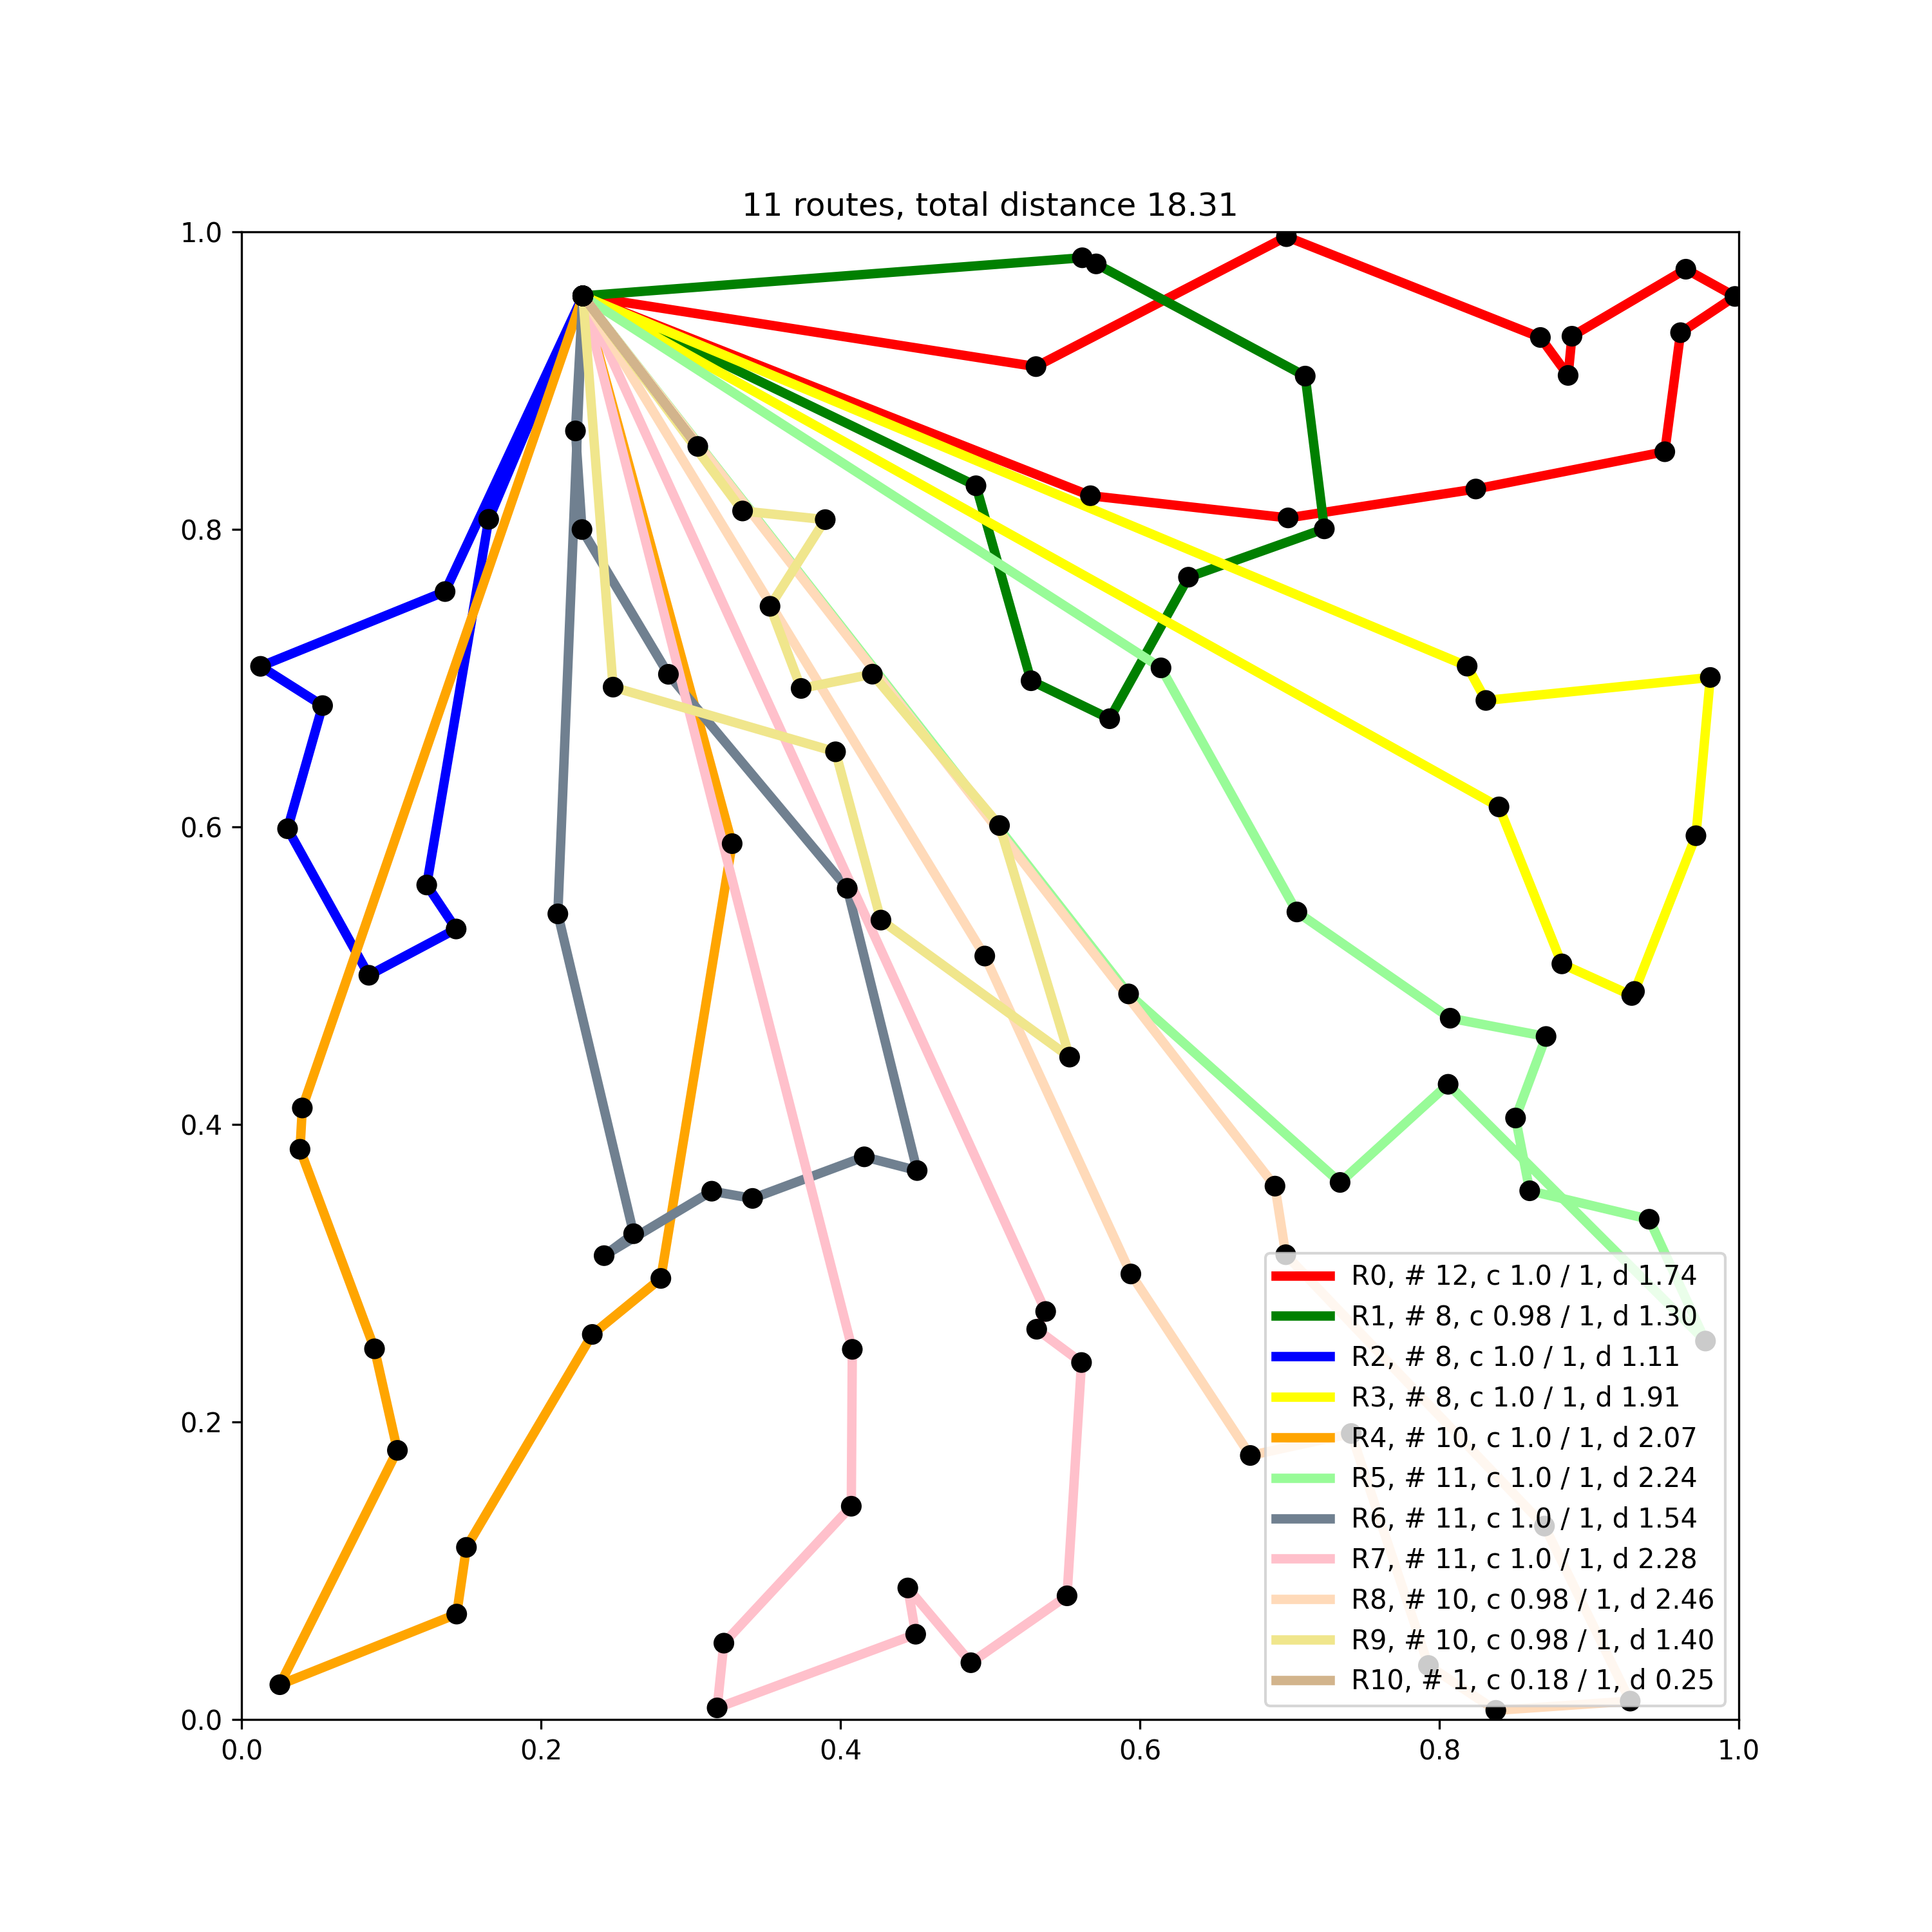 11 routes, total distance 18.31
1.0
0.8
0.6
0.4
0.2
0.0
0.0 0.2 0.4 0.6 0.8 1.0
R0, # 12, c 1.0 / 1, d 1.74
R1, # 8, c 0.98 / 1, d 1.30
R2, # 8, c 1.0 / 1, d 1.11
R3, # 8, c 1.0 / 1, d 1.91
R4, # 10, c 1.0 / 1, d 2.07
R5, # 11, c 1.0 / 1, d 2.24
R6, # 11, c 1.0 / 1, d 1.54
R7, # 11, c 1.0 / 1, d 2.28
R8, # 10, c 0.98 / 1, d 2.46
R9, # 10, c 0.98 / 1, d 1.40
R10, # 1, c 0.18 / 1, d 0.25